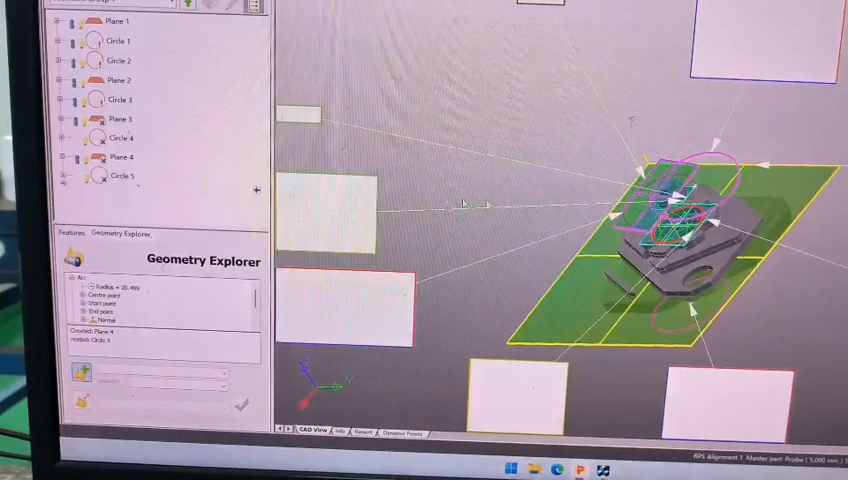 Plane 1
Circle 1
Circle 2
Plane 2
Circle 3
Plane 3
Circle 4
Plane 4
Circle 5
Features
Geometry Explorer
Geometry Explorer
Arc
Radius = 20.499
Centre point
Start point
End point
Normal
Created: Plane 4
Circle 5
CAD View
Info
Report
Dynamic Points
RPS Alignment 1 Master part Probe (5.000 mm)